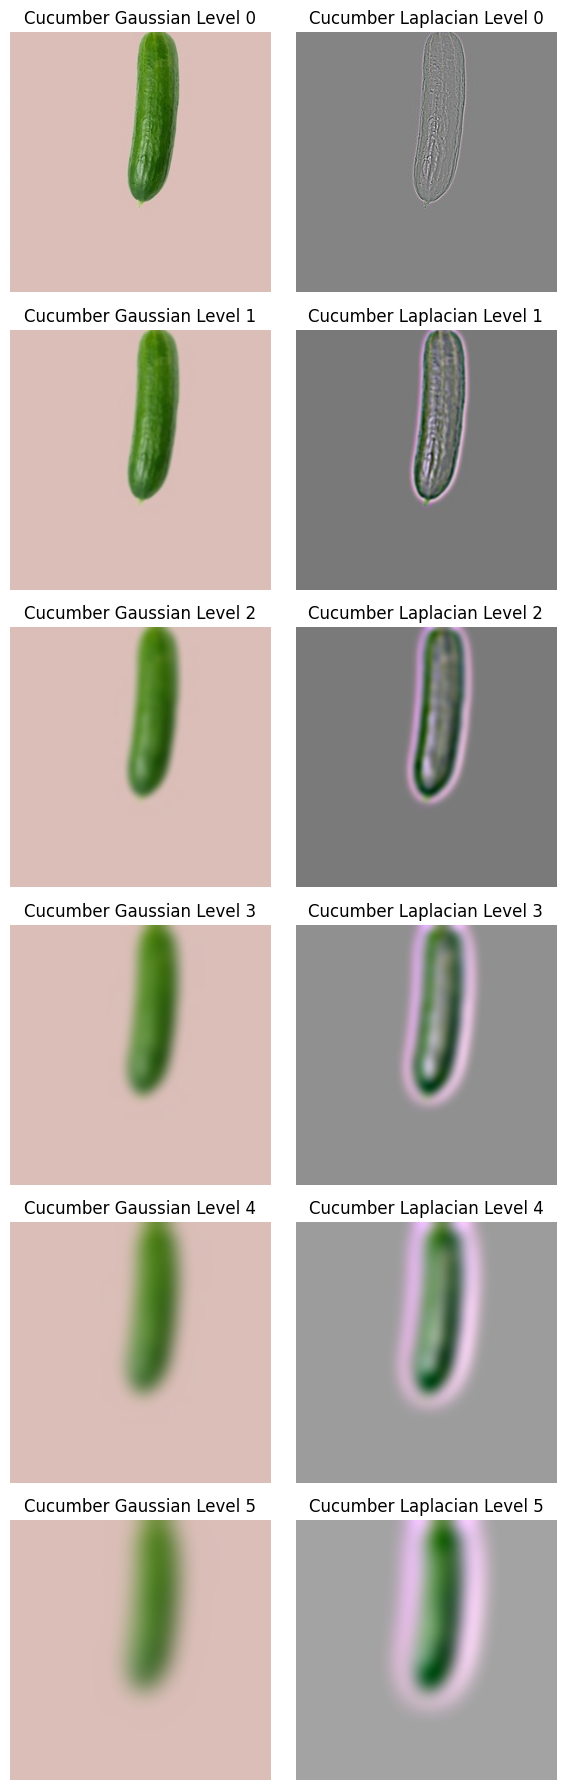 Cucumber Gaussian Level 0
Cucumber Laplacian Level 0
Cucumber Gaussian Level 1
Cucumber Laplacian Level 1
Cucumber Gaussian Level 2
Cucumber Laplacian Level 2
Cucumber Gaussian Level 3
Cucumber Laplacian Level 3
Cucumber Gaussian Level 4
Cucumber Laplacian Level 4
Cucumber Gaussian Level 5
Cucumber Laplacian Level 5